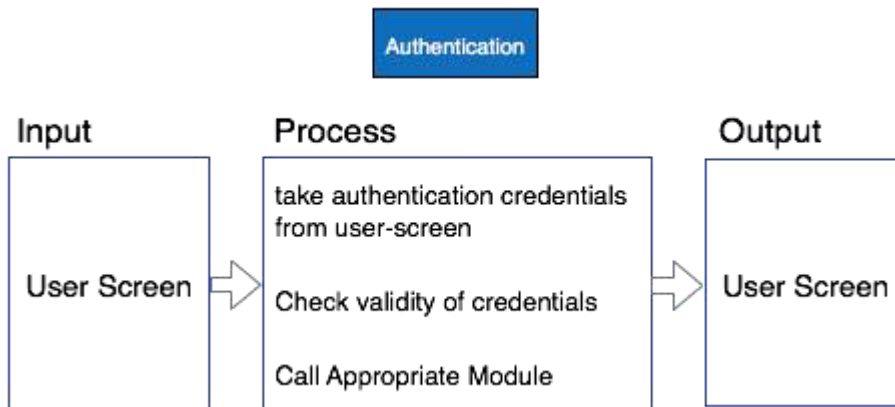 Authentication
Input
Process
Output
User Screen
take authentication credentials
from user-screen
Check validity of credentials
Call Appropriate Module
User Screen